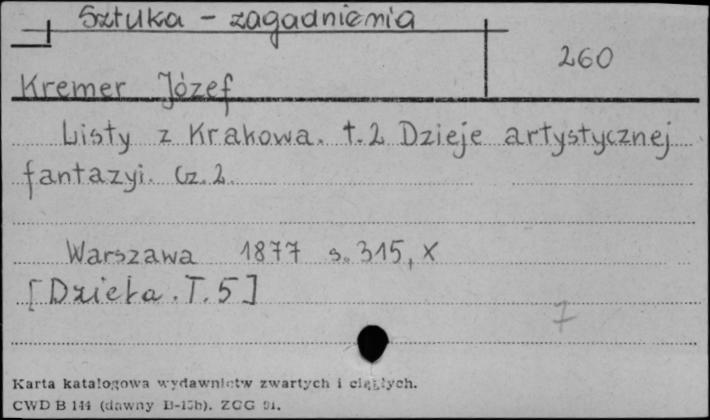 Sztuka - zagadnienia
260
Kremer Józef
Listy z Krakowa. t.2 Dzieje artystycznej
fantazyi. Cz.2.
Warszawa 1877 s. 315, X
[Dzieła. T. 5]
7
Karta katalogowa wydawnictw zwartych i ciągłych.
CWD B 144 (dawny B-15b). ZCG 91.